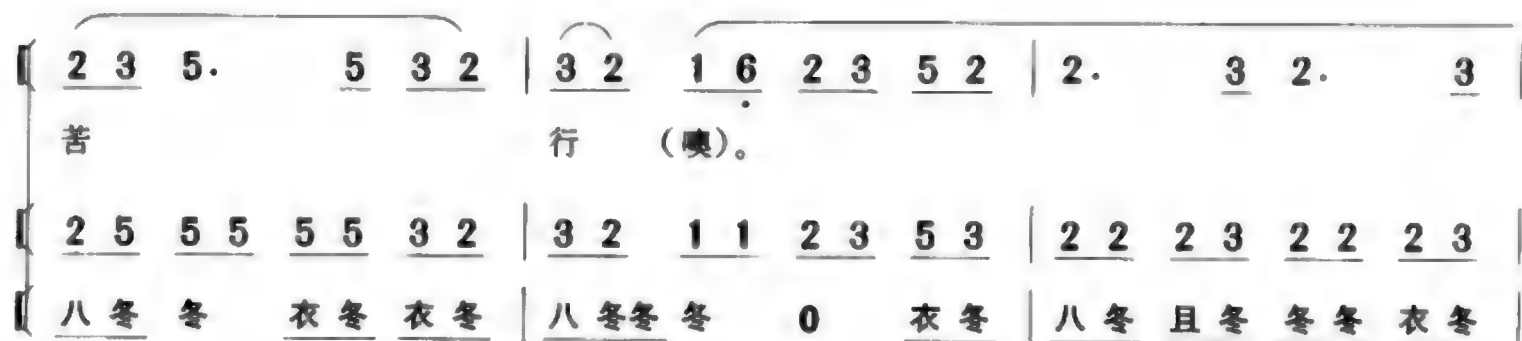 2 3 5. 5 3 2 | 3 2 1 6̣ 2 3 5 2 | 2. 3 2. 3 |
苦 行 （噢）。
2 5 5 5 5 5 3 2 | 3 2 1 1 2 3 5 3 | 2 2 2 3 2 2 2 3 |
八 冬 冬 衣 冬 衣 冬 | 八 冬冬 冬 0 衣 冬 | 八 冬 且 冬 冬 冬 衣 冬 |